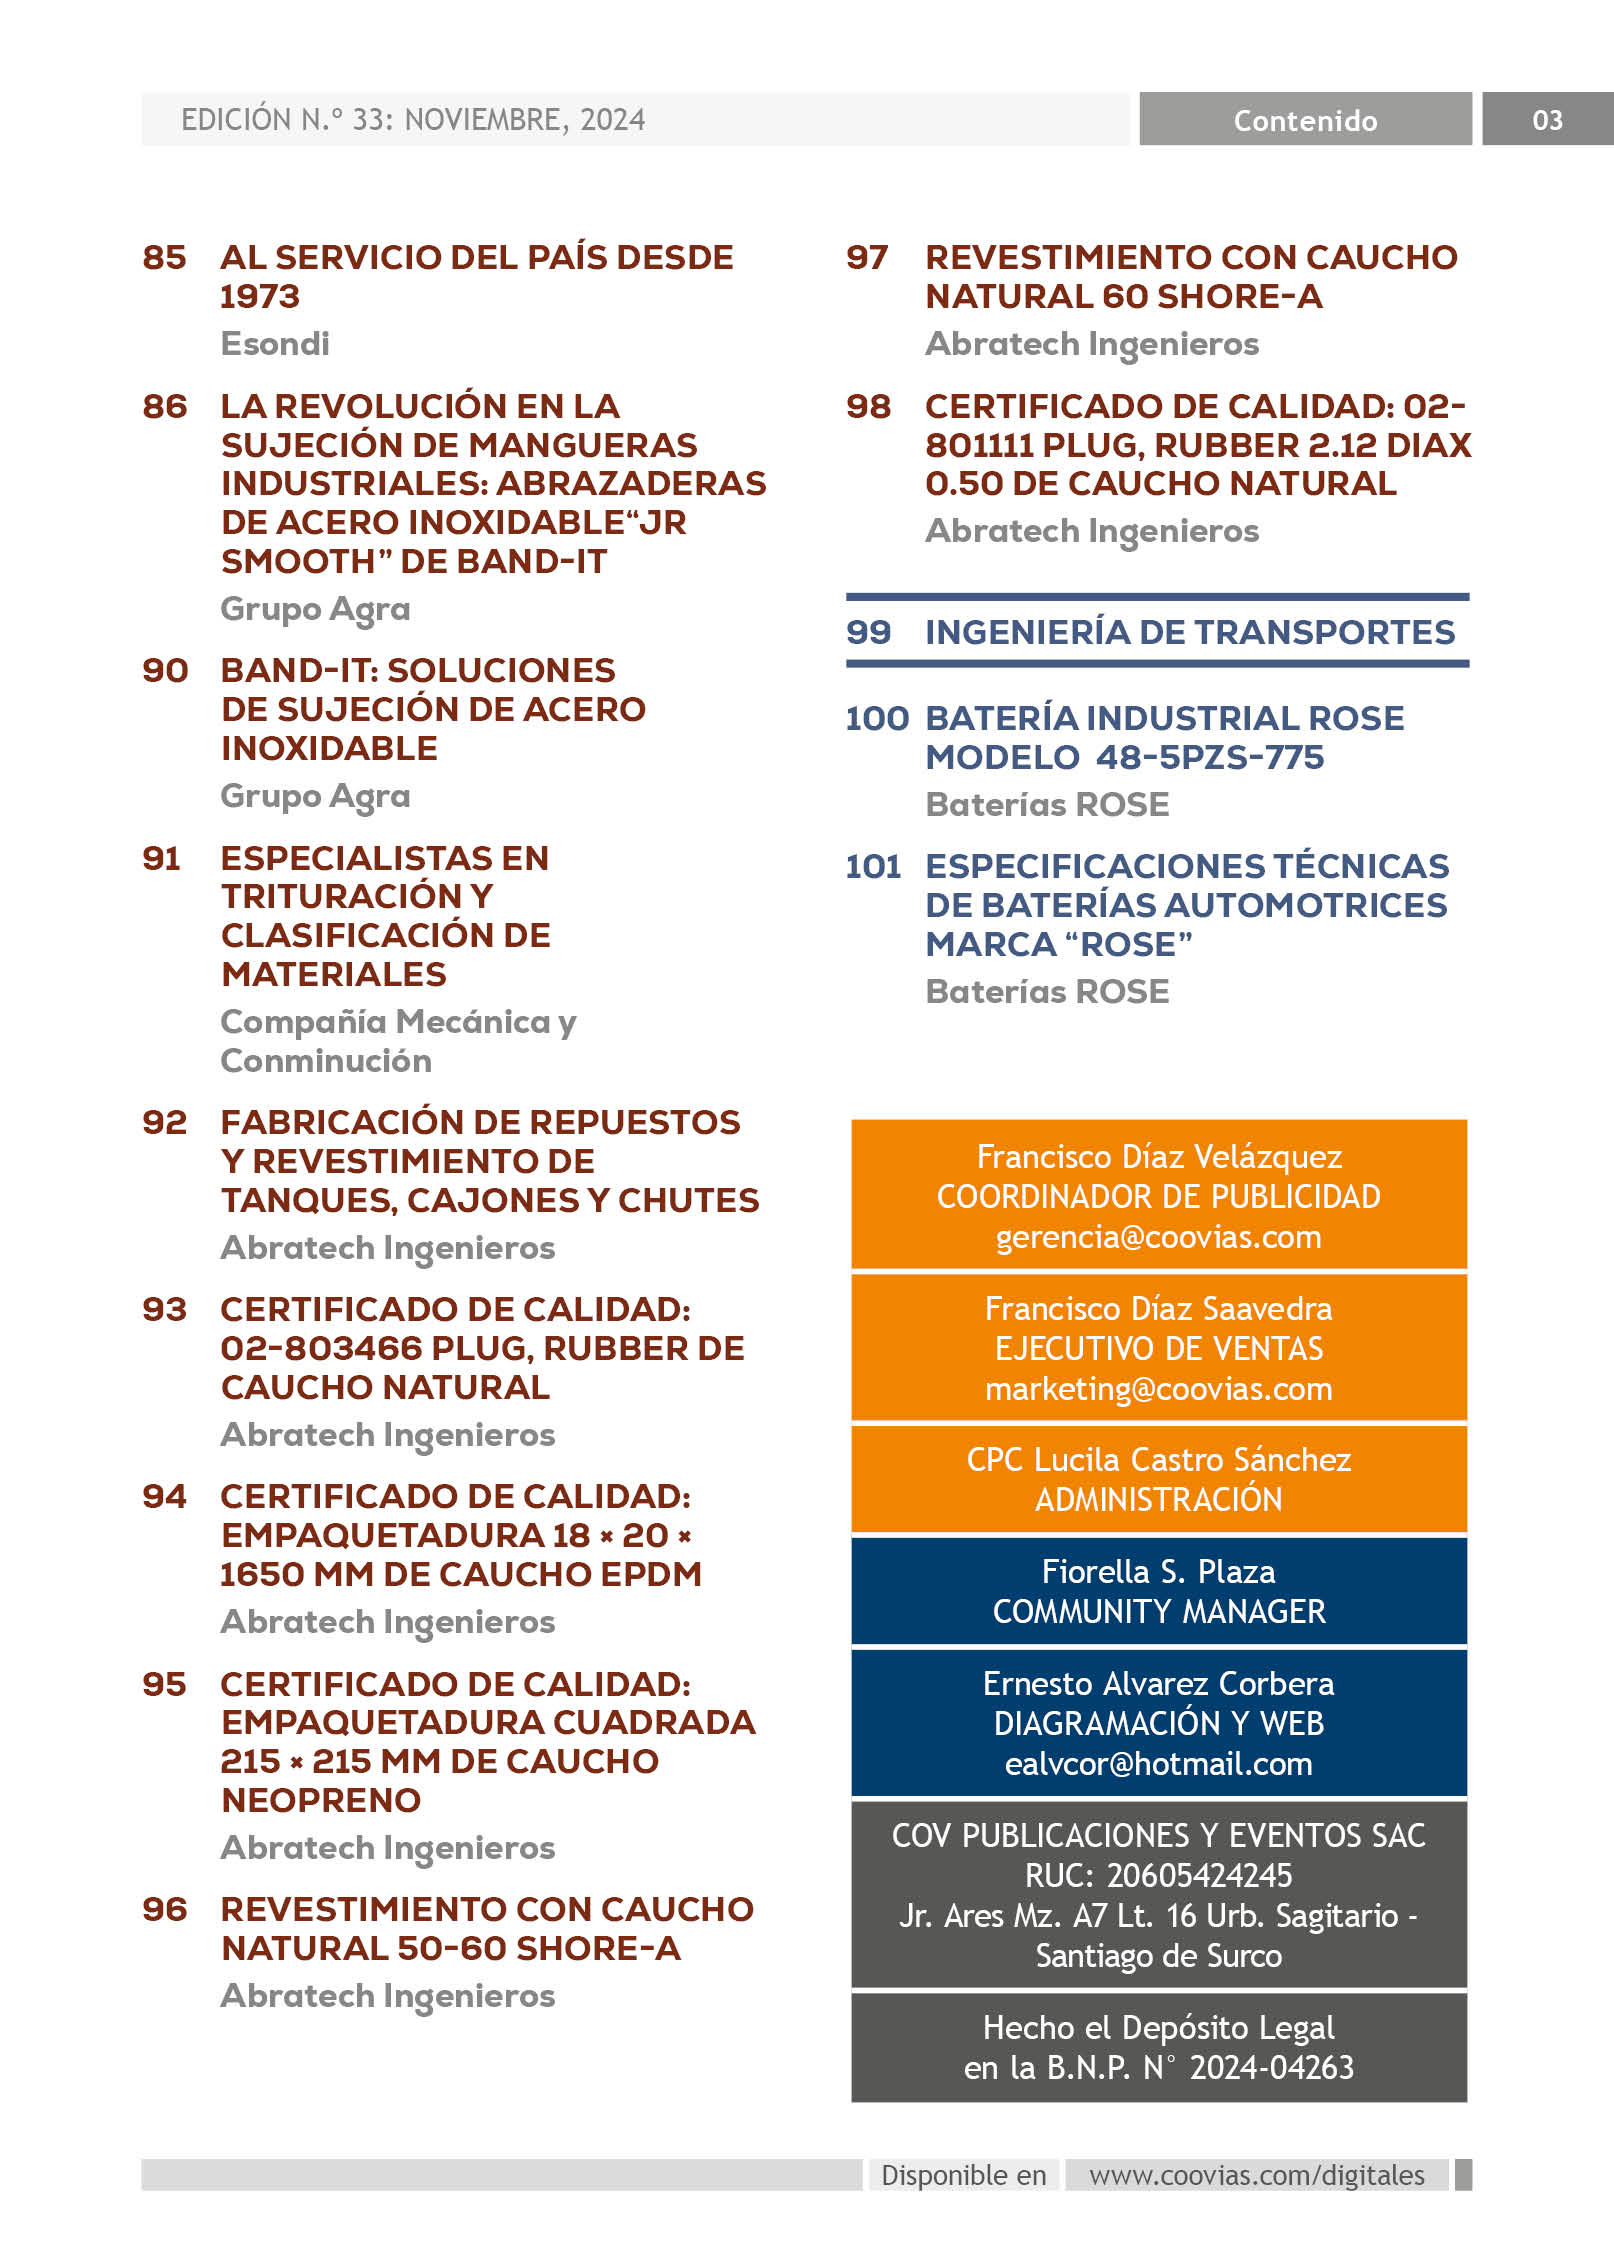 EDICIÓN N.º 33: NOVIEMBRE, 2024
Contenido
03
85 AL SERVICIO DEL PAÍS DESDE
1973
Esondi
86 LA REVOLUCIÓN EN LA
SUJECIÓN DE MANGUERAS
INDUSTRIALES: ABRAZADERAS
DE ACERO INOXIDABLE“JR
SMOOTH” DE BAND-IT
Grupo Agra
90 BAND-IT: SOLUCIONES
DE SUJECIÓN DE ACERO
INOXIDABLE
Grupo Agra
91 ESPECIALISTAS EN
TRITURACIÓN Y
CLASIFICACIÓN DE
MATERIALES
Compañía Mecánica y
Conminución
92 FABRICACIÓN DE REPUESTOS
Y REVESTIMIENTO DE
TANQUES, CAJONES Y CHUTES
Abratech Ingenieros
93 CERTIFICADO DE CALIDAD:
02-803466 PLUG, RUBBER DE
CAUCHO NATURAL
Abratech Ingenieros
94 CERTIFICADO DE CALIDAD:
EMPAQUETADURA 18 × 20 ×
1650 MM DE CAUCHO EPDM
Abratech Ingenieros
95 CERTIFICADO DE CALIDAD:
EMPAQUETADURA CUADRADA
215 × 215 MM DE CAUCHO
NEOPRENO
Abratech Ingenieros
96 REVESTIMIENTO CON CAUCHO
NATURAL 50-60 SHORE-A
Abratech Ingenieros
97 REVESTIMIENTO CON CAUCHO
NATURAL 60 SHORE-A
Abratech Ingenieros
98 CERTIFICADO DE CALIDAD: 02-
801111 PLUG, RUBBER 2.12 DIAX
0.50 DE CAUCHO NATURAL
Abratech Ingenieros
99 INGENIERÍA DE TRANSPORTES
100 BATERÍA INDUSTRIAL ROSE
MODELO 48-5PZS-775
Baterías ROSE
101 ESPECIFICACIONES TÉCNICAS
DE BATERÍAS AUTOMOTRICES
MARCA “ROSE”
Baterías ROSE
Francisco Díaz Velázquez
COORDINADOR DE PUBLICIDAD
gerencia@coovias.com
Francisco Díaz Saavedra
EJECUTIVO DE VENTAS
marketing@coovias.com
CPC Lucila Castro Sánchez
ADMINISTRACIÓN
Fiorella S. Plaza
COMMUNITY MANAGER
Ernesto Alvarez Corbera
DIAGRAMACIÓN Y WEB
ealvcor@hotmail.com
COV PUBLICACIONES Y EVENTOS SAC
RUC: 20605424245
Jr. Ares Mz. A7 Lt. 16 Urb. Sagitario -
Santiago de Surco
Hecho el Depósito Legal
en la B.N.P. N° 2024-04263
Disponible en
www.coovias.com/digitales